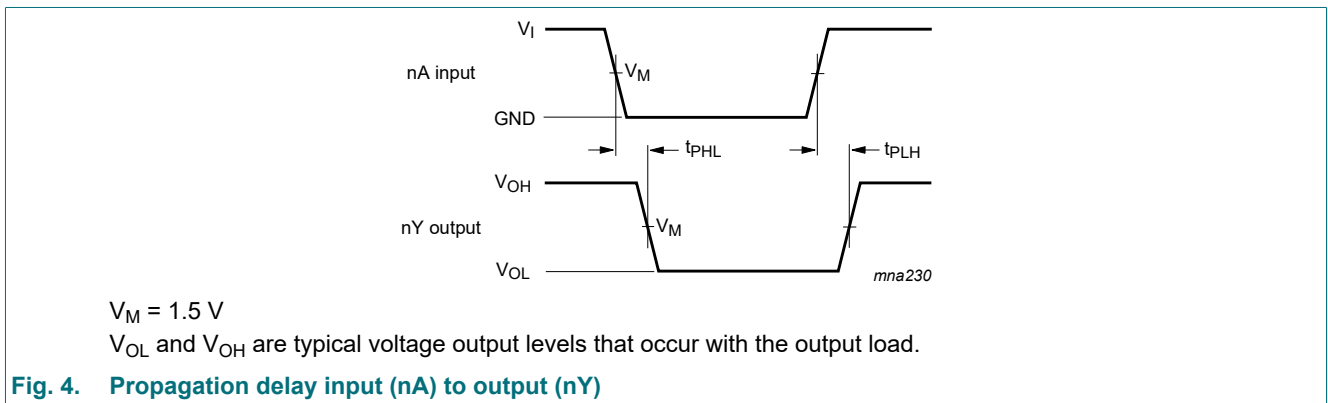 VI
nA input
VM
GND
tPHL
tPLH
VOH
nY output
VM
VOL
mna230
VM = 1.5 V
VOL and VOH are typical voltage output levels that occur with the output load.
Fig. 4. Propagation delay input (nA) to output (nY)